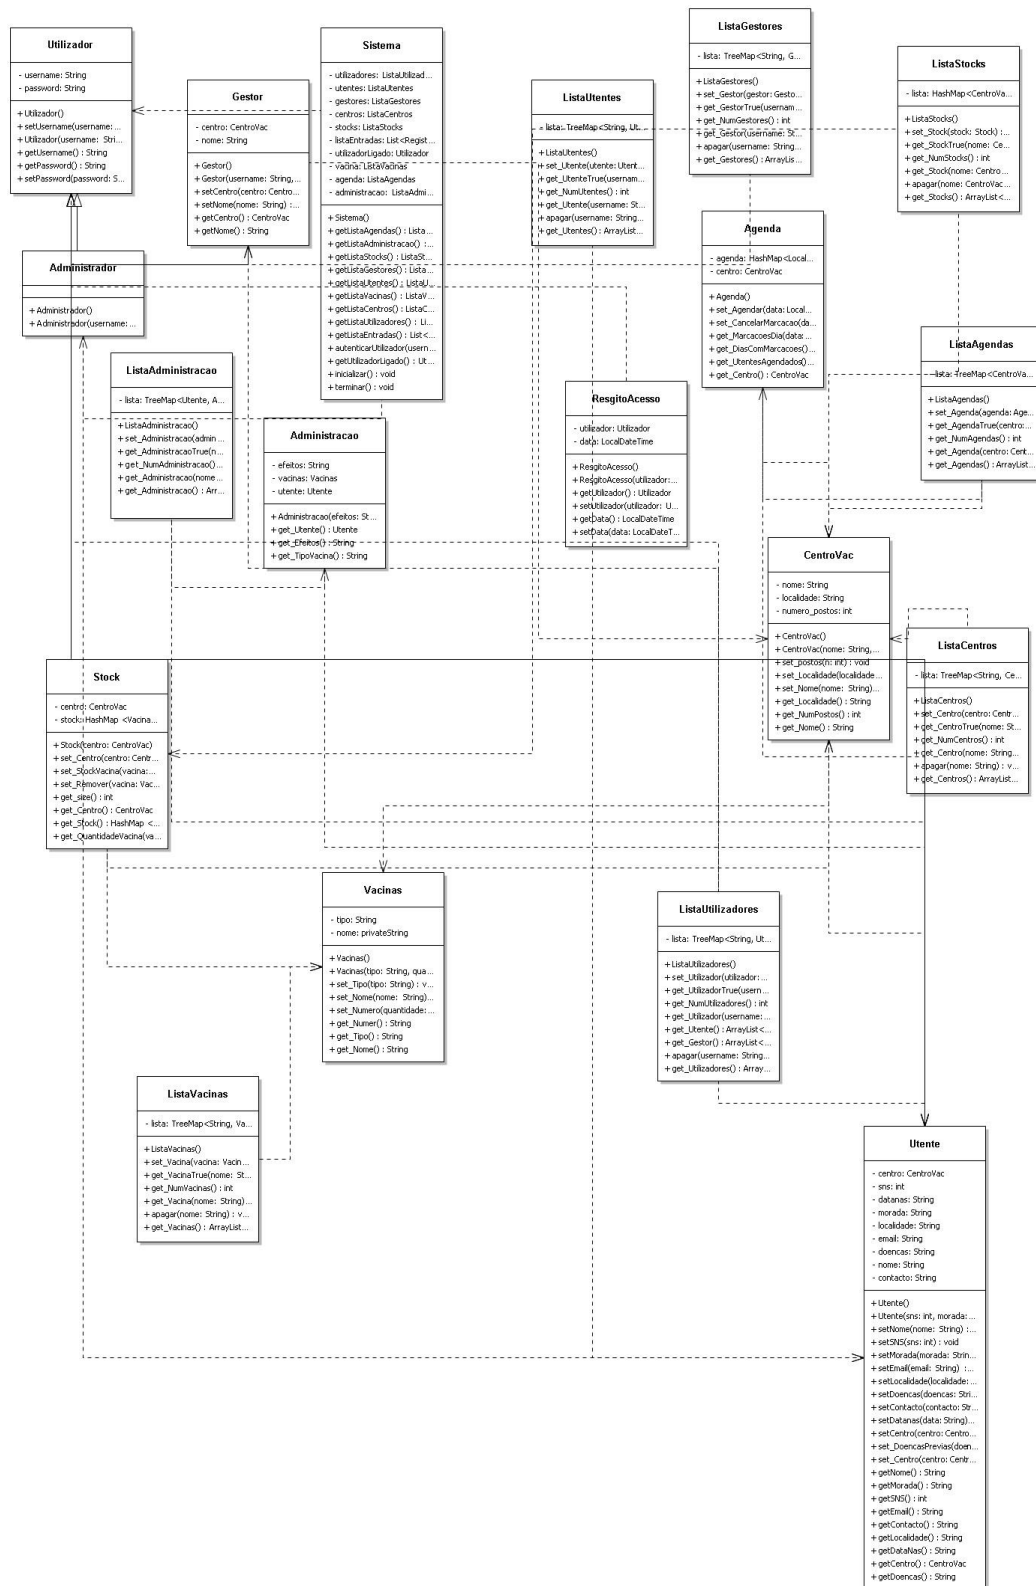 Utilizador
- username: String
- password: String
+ Utilizador()
+ setUsername(username: ...
+ Utilizador(username: Stri...
+ getUsername() : String
+ getPassword() : String
+ setPassword(password: S...
Gestor
- centro: CentroVac
- nome: String
+ Gestor()
+ Gestor(username: String,...
+ setCentro(centro: Centro...
+ setNome(nome: String) :...
+ getCentro() : CentroVac
+ getNome() : String
Sistema
- utilizadores: ListaUtilizad...
- utentes: ListaUtentes
- gestores: ListaGestores
- centros: ListaCentros
- stocks: ListaStocks
- listaEntradas: List<Regist...
- utilizadorLigado: Utilizador
- vacina: ListaVacinas
- agenda: ListaAgendas
- administracao: ListaAdmi...
+ Sistema()
+ getListaAgendas() : Lista...
+ getListaAdministracao() :...
+ getListaStocks() : ListaSt...
+ getListaGestores() : Lista...
+ getListaUtentes() : ListaU...
+ getListaVacinas() : ListaV...
+ getListaCentros() : ListaC...
+ getListaUtilizadores() : Li...
+ getListaEntradas() : List<...
+ autenticarUtilizador(usern...
+ getUtilizadorLigado() : Ut...
+ inicializar() : void
+ terminar() : void
ListaUtentes
- lista: TreeMap<String, Ut...
+ ListaUtentes()
+ set_Utente(utente: Utent...
+ get_UtenteTrue(usernam...
+ get_NumUtentes() : int
+ get_Utente(username: St...
+ apagar(username: String...
+ get_Utentes() : ArrayLis...
ListaGestores
- lista: TreeMap<String, G...
+ ListaGestores()
+ set_Gestor(gestor: Gesto...
+ get_GestorTrue(usernam...
+ get_NumGestores() : int
+ get_Gestor(username: St...
+ apagar(username: String...
+ get_Gestores() : ArrayLis...
ListaStocks
- lista: HashMap<CentroVa...
+ ListaStocks()
+ set_Stock(stock: Stock) :...
+ get_StockTrue(nome: Ce...
+ get_NumStocks() : int
+ get_Stock(nome: Centro...
+ apagar(nome: CentroVac...
+ get_Stocks() : ArrayList<...
Administrador
+ Administrador()
+ Administrador(username:...
Agenda
- agenda: HashMap<Local...
- centro: CentroVac
+ Agenda()
+ set_Agendar(data: Local...
+ set_CancelarMarcacao(da...
+ get_MarcacoesDia(data:...
+ get_DiasComMarcacoes()...
+ get_UtentesAgendados()...
+ get_Centro() : CentroVac
ListaAgendas
- lista: TreeMap<CentroVa...
+ ListaAgendas()
+ set_Agenda(agenda: Age...
+ get_AgendaTrue(centro:...
+ get_NumAgendas() : int
+ get_Agenda(centro: Cent...
+ get_Agendas() : ArrayList...
ListaAdministracao
- lista: TreeMap<Utente, A...
+ ListaAdministracao()
+ set_Administracao(admin...
+ get_AdministracaoTrue(n...
+ get_NumAdministracao()...
+ get_Administracao(nome...
+ get_Administracao() : Arr...
Administracao
- efeitos: String
- vacinas: Vacinas
- utente: Utente
+ Administracao(efeitos: St...
+ get_Utente() : Utente
+ get_Efeitos() : String
+ get_TipoVacina() : String
ResgitoAcesso
- utilizador: Utilizador
- data: LocalDateTime
+ ResgitoAcesso()
+ ResgitoAcesso(utilizador:...
+ getUtilizador() : Utilizador
+ setUtilizador(utilizador: U...
+ getData() : LocalDateTime
+ setData(data: LocalDateT...
CentroVac
- nome: String
- localidade: String
- numero_postos: int
+ CentroVac()
+ CentroVac(nome: String,...
+ set_postos(n: int) : void
+ set_Localidade(localidade...
+ set_Nome(nome: String)...
+ get_Localidade() : String
+ get_NumPostos() : int
+ get_Nome() : String
ListaCentros
- lista: TreeMap<String, Ce...
+ ListaCentros()
+ set_Centro(centro: Centr...
+ get_CentroTrue(nome: St...
+ get_NumCentros() : int
+ get_Centro(nome: String...
+ apagar(nome: String) : v...
+ get_Centros() : ArrayList...
Stock
- centro: CentroVac
- stock: HashMap <Vacina...
+ Stock(centro: CentroVac)
+ set_Centro(centro: Centr...
+ set_StockVacina(vacina:...
+ set_Remover(vacina: Vac...
+ get_size() : int
+ get_Centro() : CentroVac
+ get_Stock() : HashMap <...
+ get_QuantidadeVacina(va...
Vacinas
- tipo: String
- nome: privateString
+ Vacinas()
+ Vacinas(tipo: String, qua...
+ set_Tipo(tipo: String) : v...
+ set_Nome(nome: String)...
+ set_Numero(quantidade:...
+ get_Numer() : String
+ get_Tipo() : String
+ get_Nome() : String
ListaUtilizadores
- lista: TreeMap<String, Ut...
+ ListaUtilizadores()
+ set_Utilizador(utilizador:...
+ get_UtilizadorTrue(usern...
+ get_NumUtilizadores() : int
+ get_Utilizador(username:...
+ get_Utente() : ArrayList<...
+ get_Gestor() : ArrayList<...
+ apagar(username: String...
+ get_Utilizadores() : Array...
ListaVacinas
- lista: TreeMap<String, Va...
+ ListaVacinas()
+ set_Vacina(vacina: Vacin...
+ get_VacinaTrue(nome: St...
+ get_NumVacinas() : int
+ get_Vacina(nome: String)...
+ apagar(nome: String) : v...
+ get_Vacinas() : ArrayList...
Utente
- centro: CentroVac
- sns: int
- datanas: String
- morada: String
- localidade: String
- email: String
- doencas: String
- nome: String
- contacto: String
+ Utente()
+ Utente(sns: int, morada:...
+ setNome(nome: String) :...
+ setSNS(sns: int) : void
+ setMorada(morada: Strin...
+ setEmail(email: String) :...
+ setLocalidade(localidade:...
+ setDoencas(doencas: Stri...
+ setContacto(contacto: Str...
+ setDatanas(data: String)...
+ setCentro(centro: Centro...
+ set_DoencasPrevias(doen...
+ set_Centro(centro: Centr...
+ getNome() : String
+ getMorada() : String
+ getSNS() : int
+ getEmail() : String
+ getContacto() : String
+ getLocalidade() : String
+ getDataNas() : String
+ getCentro() : CentroVac
+ getDoencas() : String